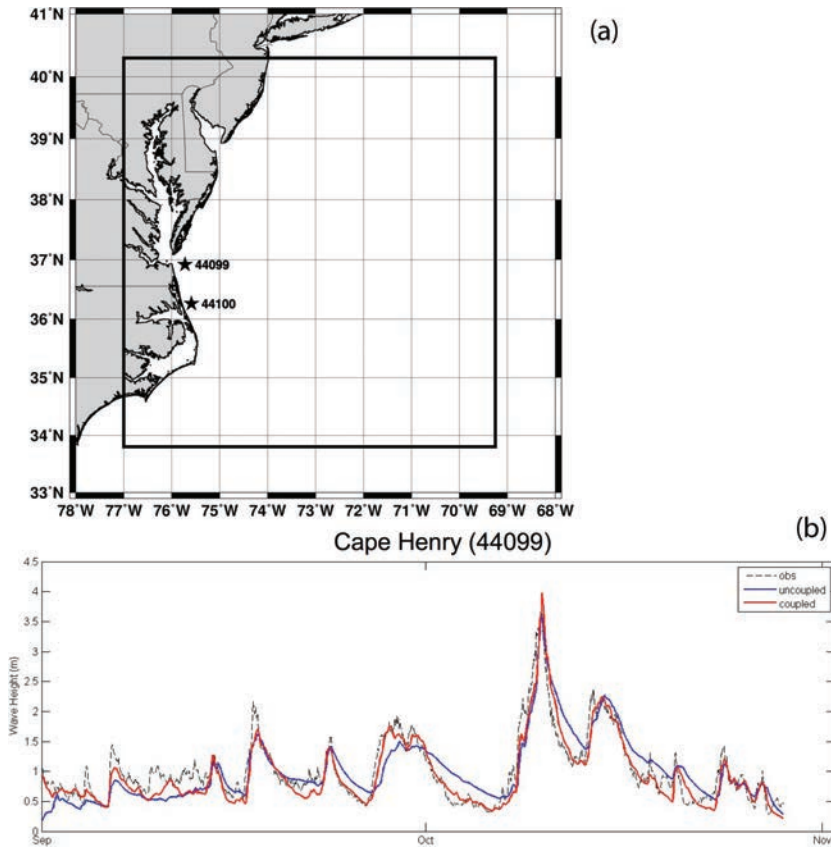 (a)
41°N
40°N
39°N
38°N
37°N
36°N
35°N
34°N
33°N
44099
44100
78°W 77°W 76°W 75°W 74°W 73°W 72°W 71°W 70°W 69°W 68°W
(b)
Cape Henry (44099)
Wave Height (m)
4.5
4
3.5
3
2.5
2
1.5
1
0.5
0
obs
uncoupled
coupled
Sep Oct Nov